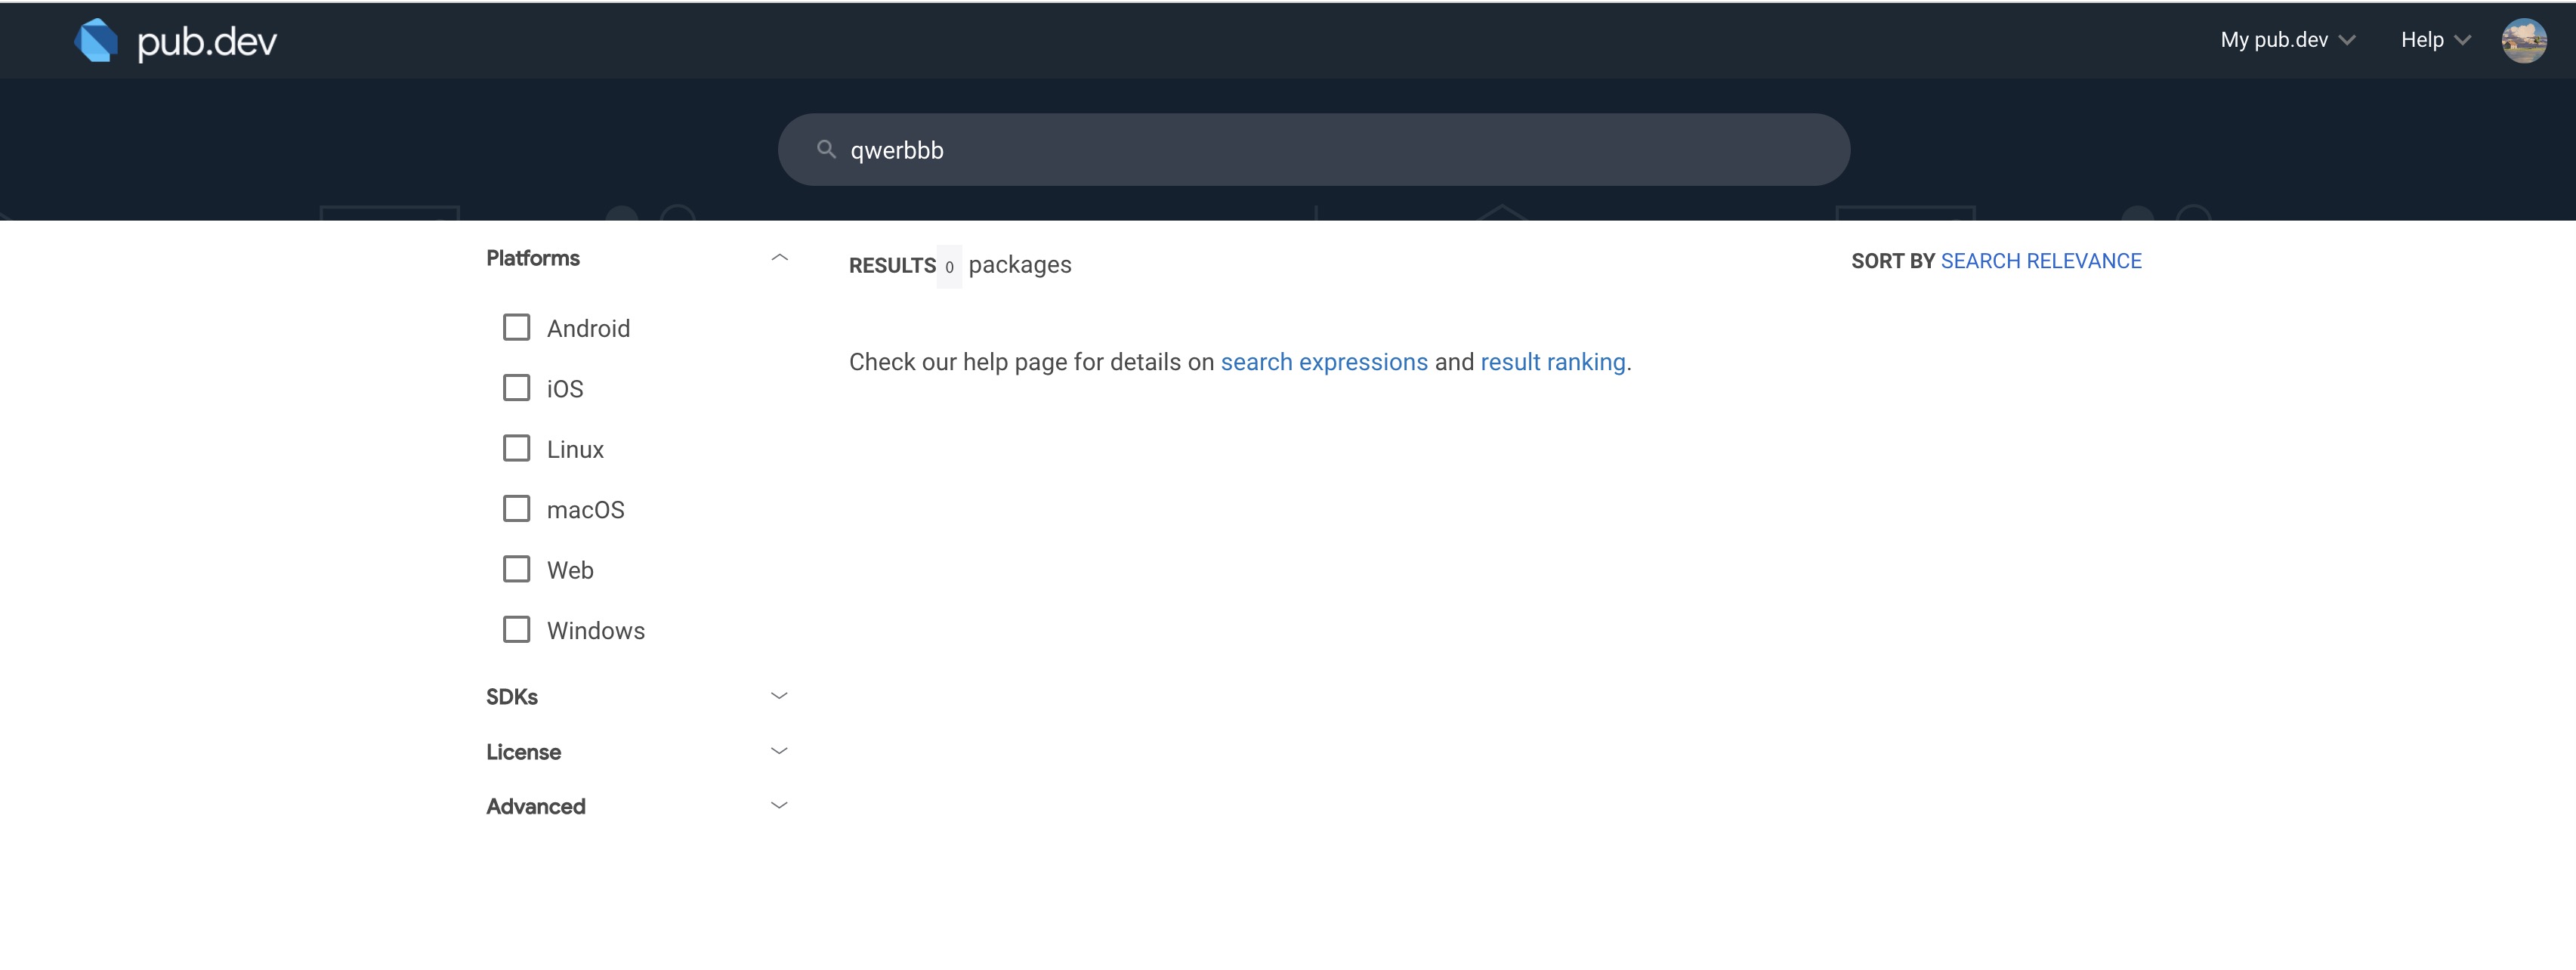 pub.dev
My pub.dev
Help
qwerbbb
Platforms
Android
iOS
Linux
macOS
Web
Windows
SDKs
License
Advanced
RESULTS 0 packages
SORT BY SEARCH RELEVANCE
Check our help page for details on search expressions and result ranking.